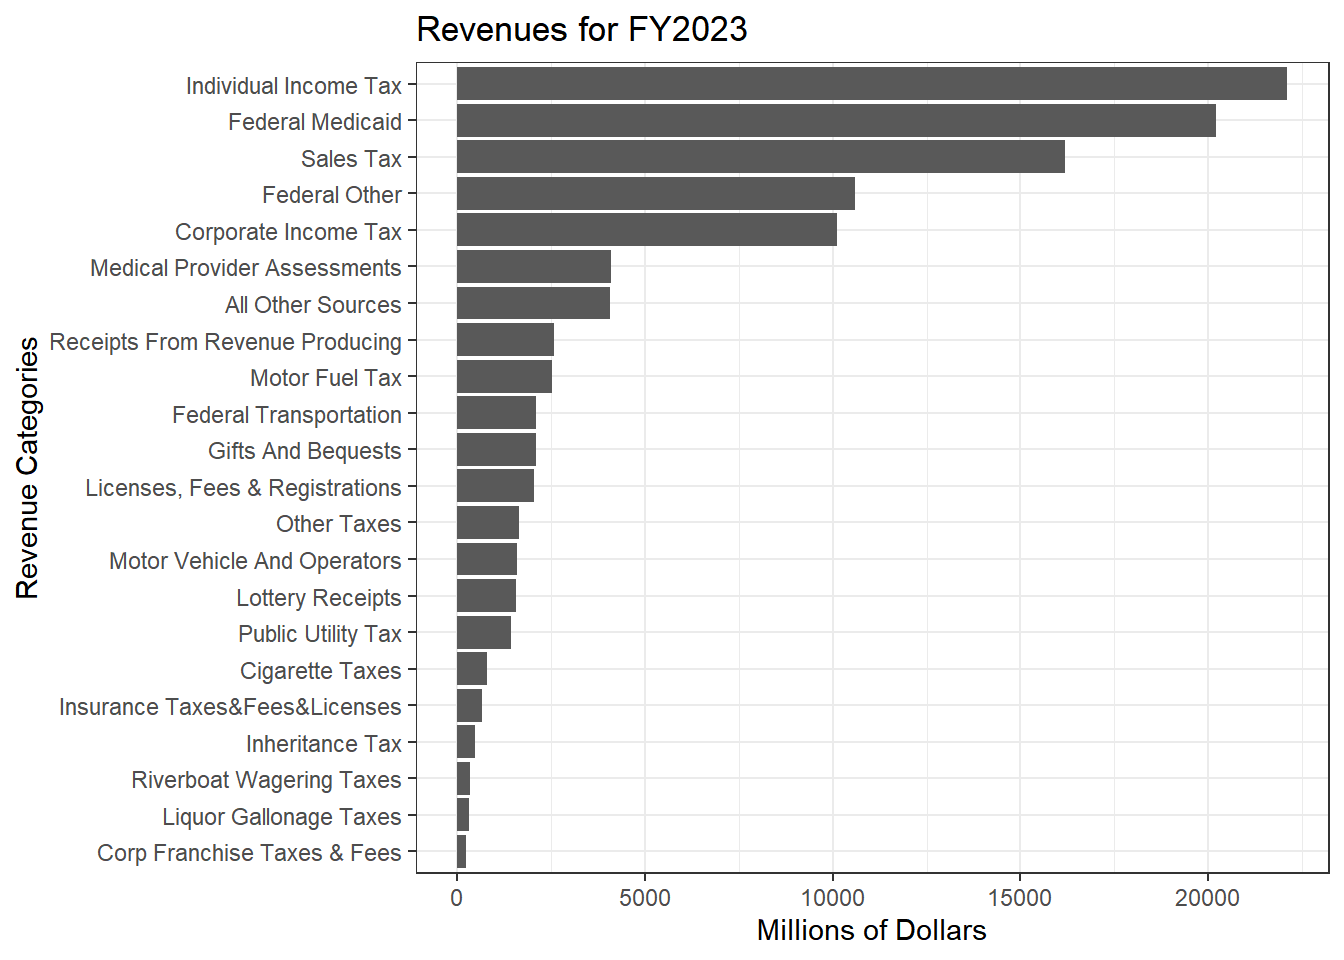 Revenues for FY2023
Individual Income Tax
Federal Medicaid
Sales Tax
Federal Other
Corporate Income Tax
Medical Provider Assessments
All Other Sources
Receipts From Revenue Producing
Motor Fuel Tax
Federal Transportation
Gifts And Bequests
Licenses, Fees & Registrations
Other Taxes
Motor Vehicle And Operators
Lottery Receipts
Public Utility Tax
Cigarette Taxes
Insurance Taxes&Fees&Licenses
Inheritance Tax
Riverboat Wagering Taxes
Liquor Gallonage Taxes
Corp Franchise Taxes & Fees
Revenue Categories
0 5000 10000 15000 20000
Millions of Dollars